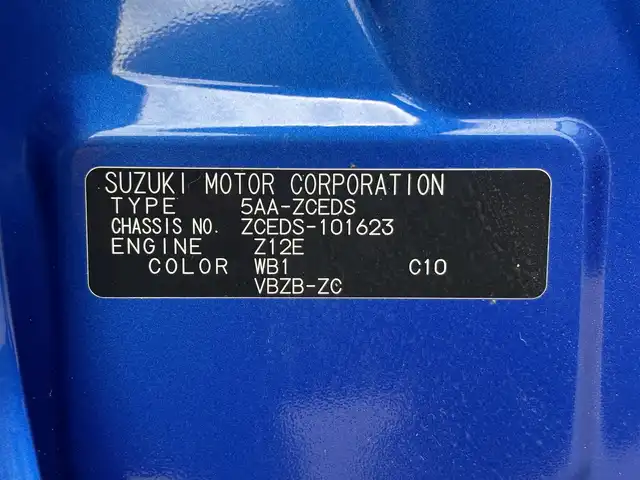 SUZUKI MOTOR CORPORATION
TYPE 5AA-ZCEDS
CHASSIS NO. ZCEDS-101623
ENGINE Z12E
COLOR WB1 C10
VBZB-ZC